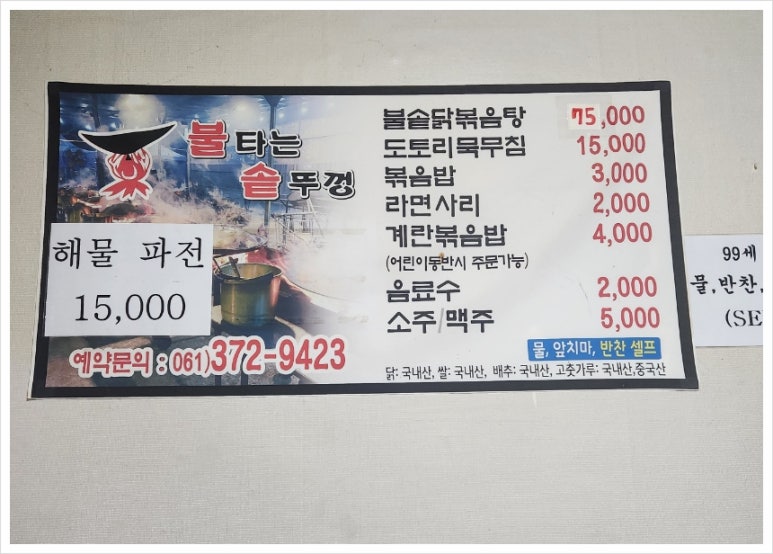 불타는
솥뚜껑
해물 파전
15,000
예약문의 : 061)372-9423
불솥닭볶음탕 75,000
도토리묵무침 15,000
볶음밥 3,000
라면사리 2,000
계란볶음밥 4,000
(어린이동반시 주문가능)
음료수 2,000
소주/맥주 5,000
물, 앞치마, 반찬 셀프
닭: 국내산, 쌀: 국내산, 배추: 국내산, 고춧가루: 국내산,중국산
99세
물,반찬,
(SE